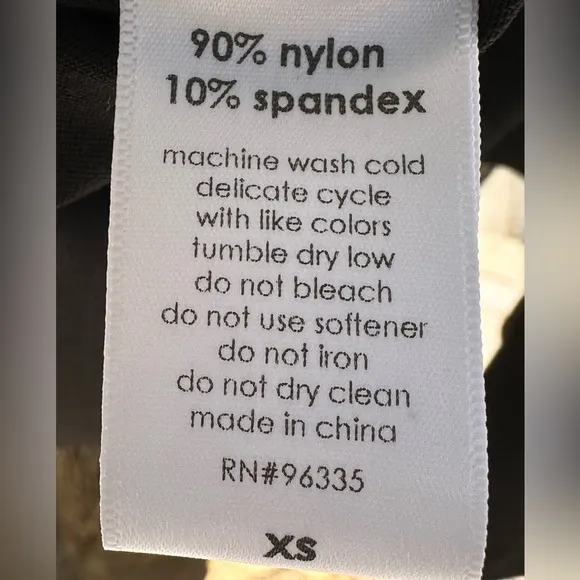 90% nylon
10% spandex
machine wash cold
delicate cycle
with like colors
tumble dry low
do not bleach
do not use softener
do not iron
do not dry clean
made in china
RN#96335
xs